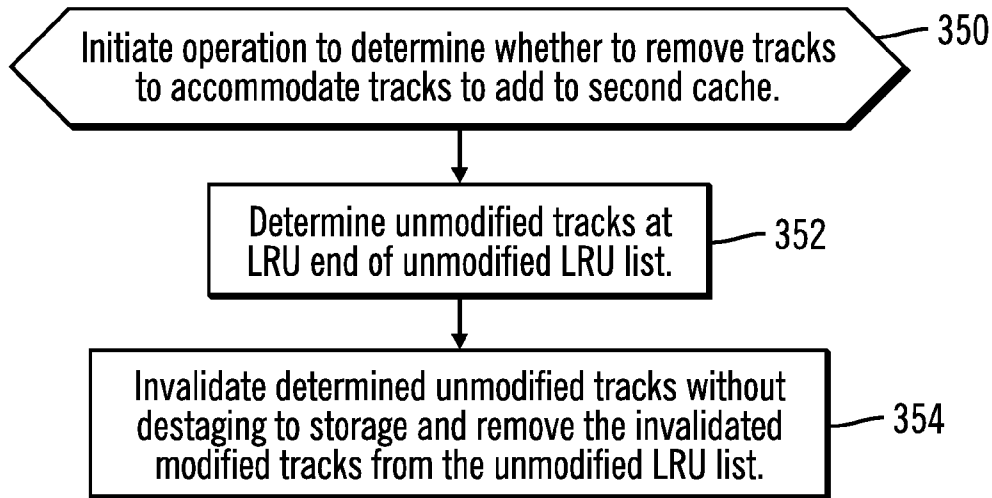 Initiate operation to determine whether to remove tracks
to accommodate tracks to add to second cache.
350
Determine unmodified tracks at
LRU end of unmodified LRU list.
352
Invalidate determined unmodified tracks without
destaging to storage and remove the invalidated
modified tracks from the unmodified LRU list.
354